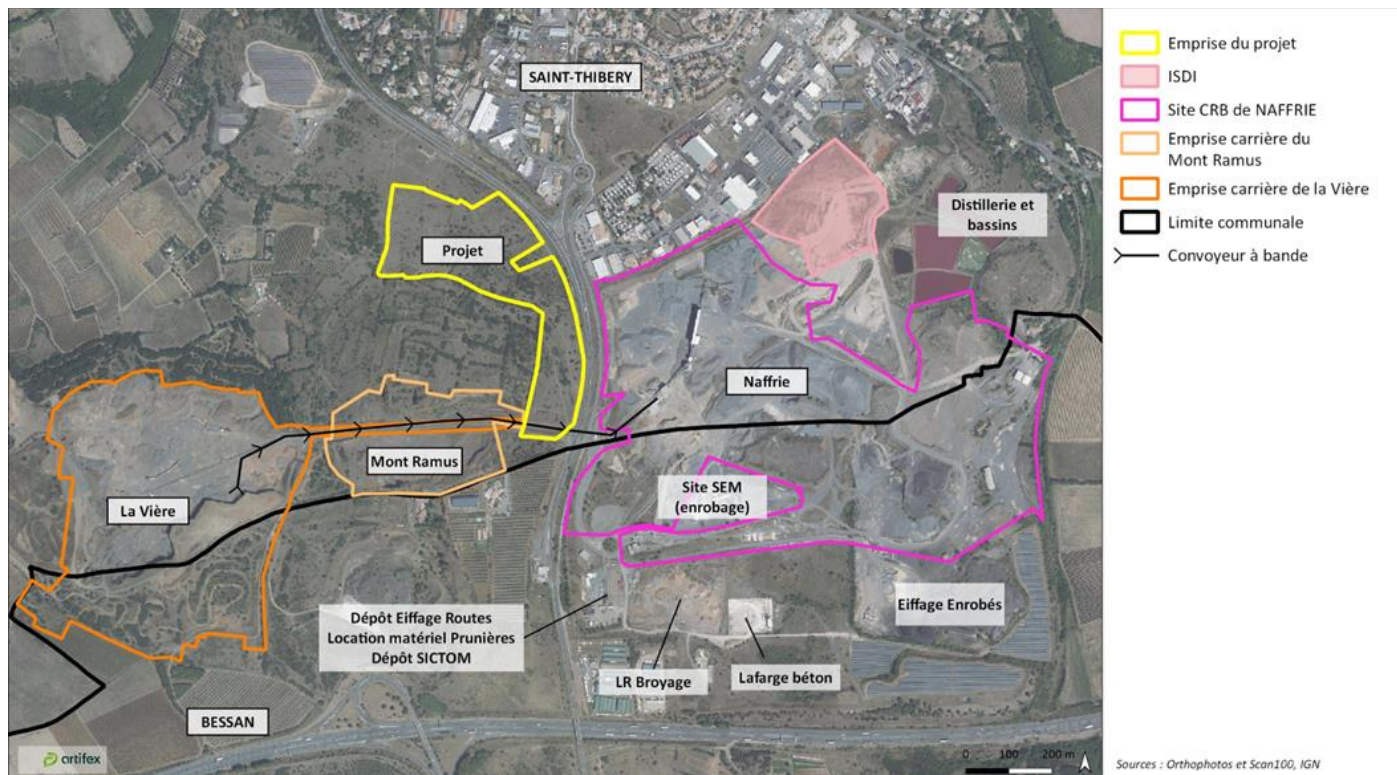 SAINT-THIBERY
Projet
Distillerie et
bassins
Naffrie
Mont Ramus
La Vière
Site SEM
(enrobage)
Dépôt Eiffage Routes
Location matériel Prunières
Dépôt SICTOM
LR Broyage
Lafarge béton
Eiffage Enrobés
BESSAN
artifex
0 100 200 m
Emprise du projet
ISDI
Site CRB de NAFFRIE
Emprise carrière du
Mont Ramus
Emprise carrière de la Vière
Limite communale
Convoyeur à bande
Sources : Orthophotos et Scan100, IGN